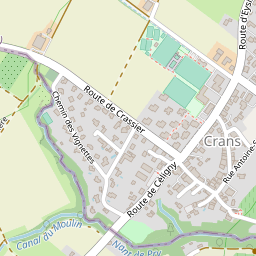 Route d'Eysi
Route de Crassier
Chemin des Vignettes
Crans
Rue Antoine S
Route de Céligny
Canal du Moulin
Nant de Pry